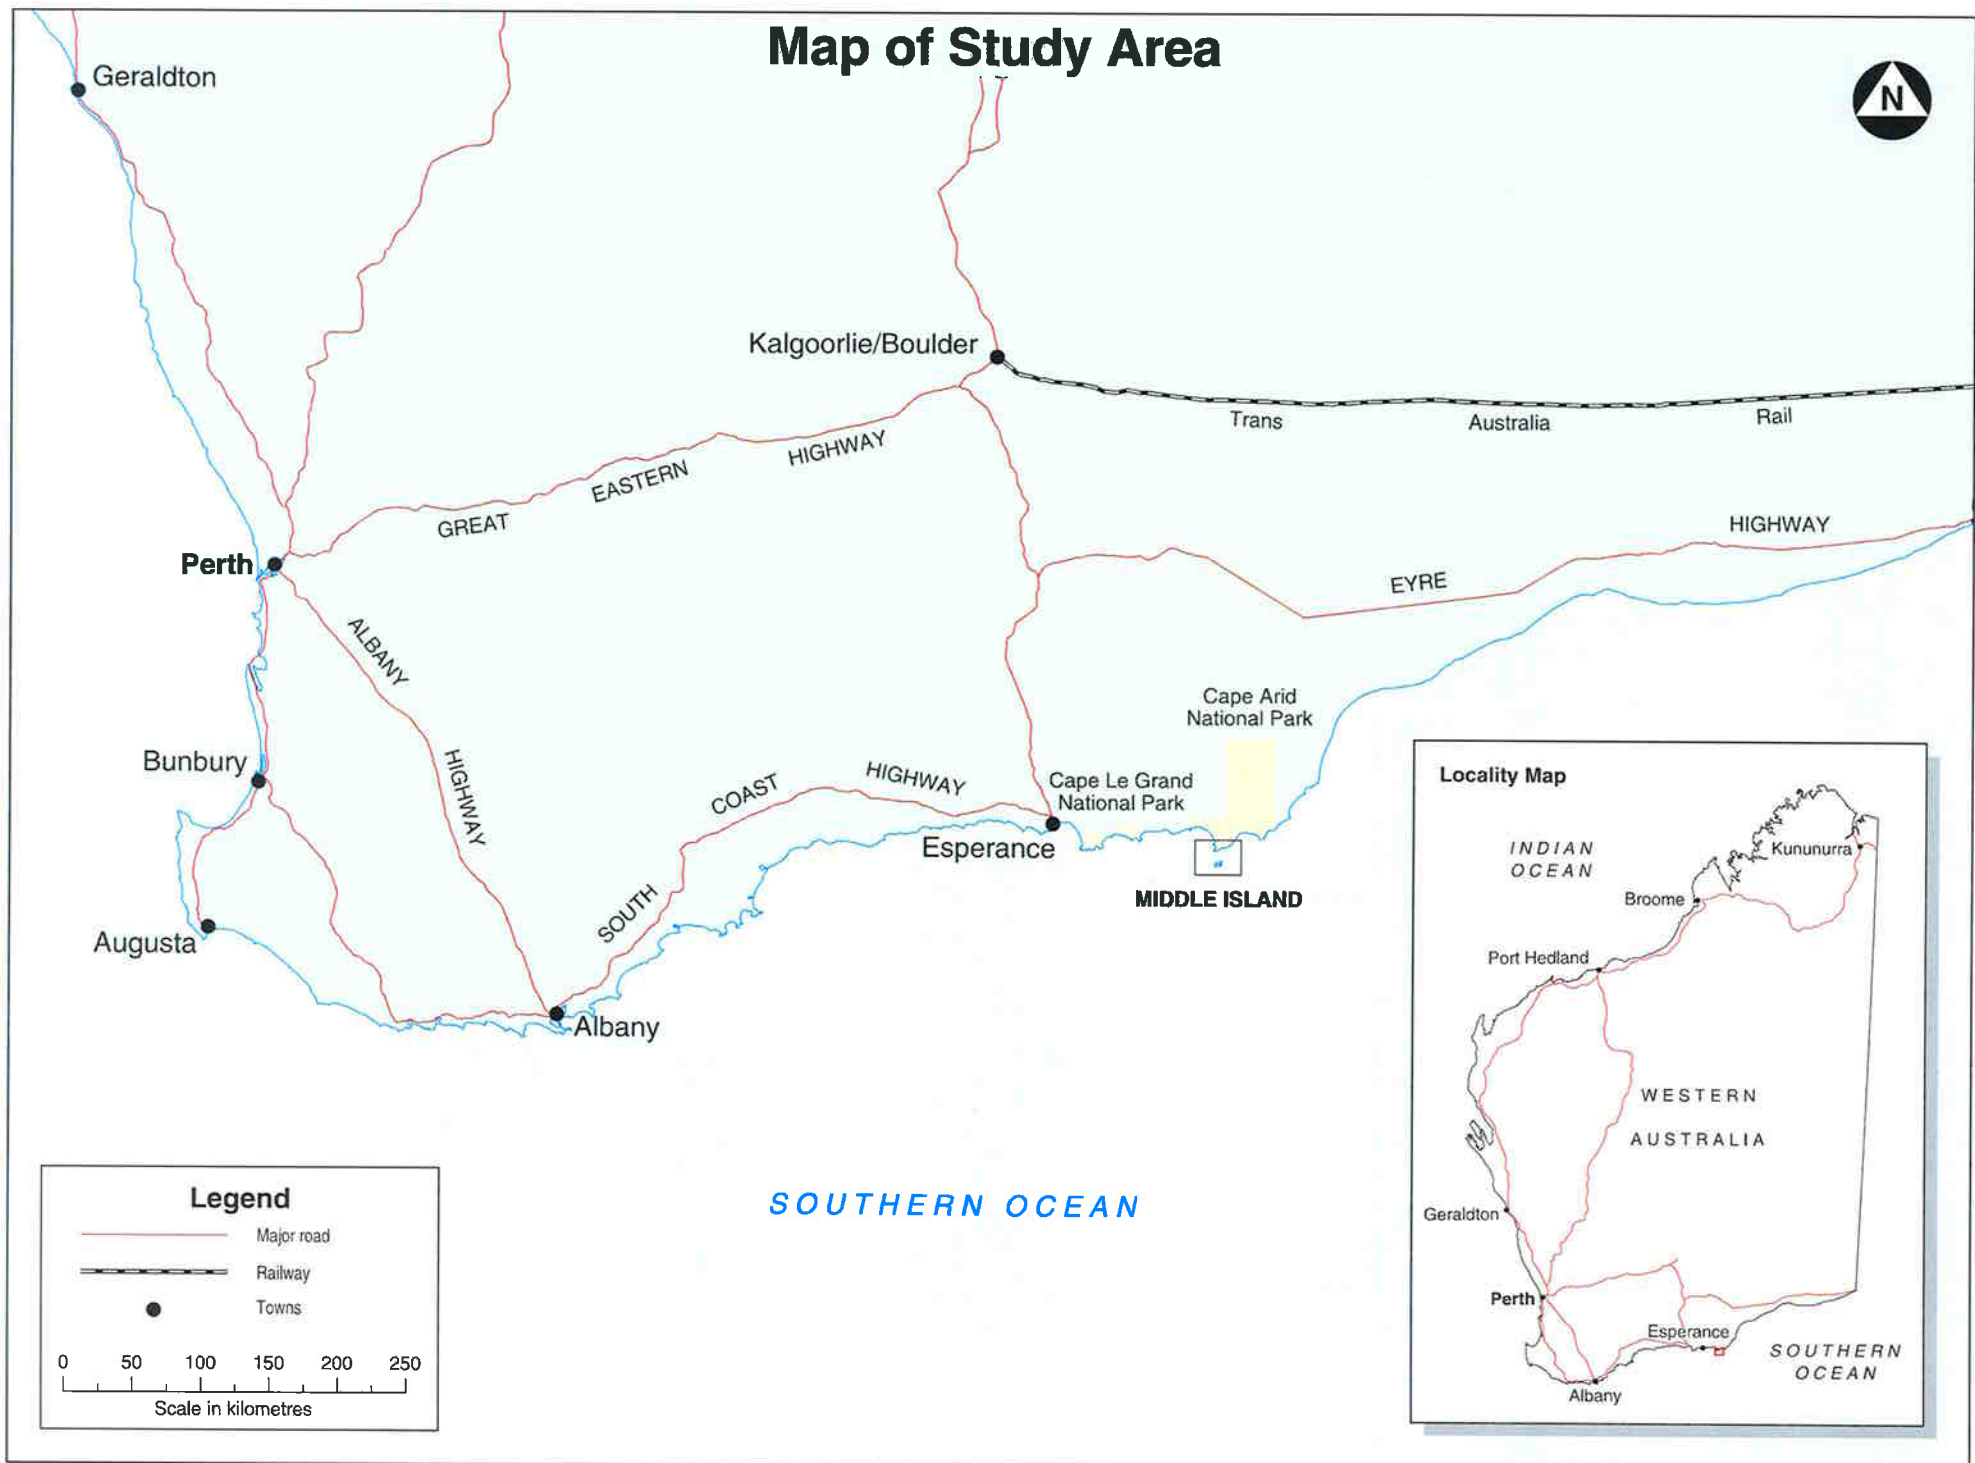 Map of Study Area
N
Geraldton
Kalgoorlie/Boulder
Trans Australia Rail
GREAT EASTERN HIGHWAY
HIGHWAY
EYRE
Perth
ALBANY
HIGHWAY
Cape Arid
National Park
Bunbury
SOUTH COAST HIGHWAY
Cape Le Grand
National Park
Esperance
MIDDLE ISLAND
Augusta
Albany
SOUTHERN OCEAN
Legend
Major road
Railway
Towns
0 50 100 150 200 250
Scale in kilometres
Locality Map
INDIAN
OCEAN
Kununurra
Broome
Port Hedland
WESTERN
AUSTRALIA
Geraldton
Perth
Esperance
SOUTHERN
OCEAN
Albany